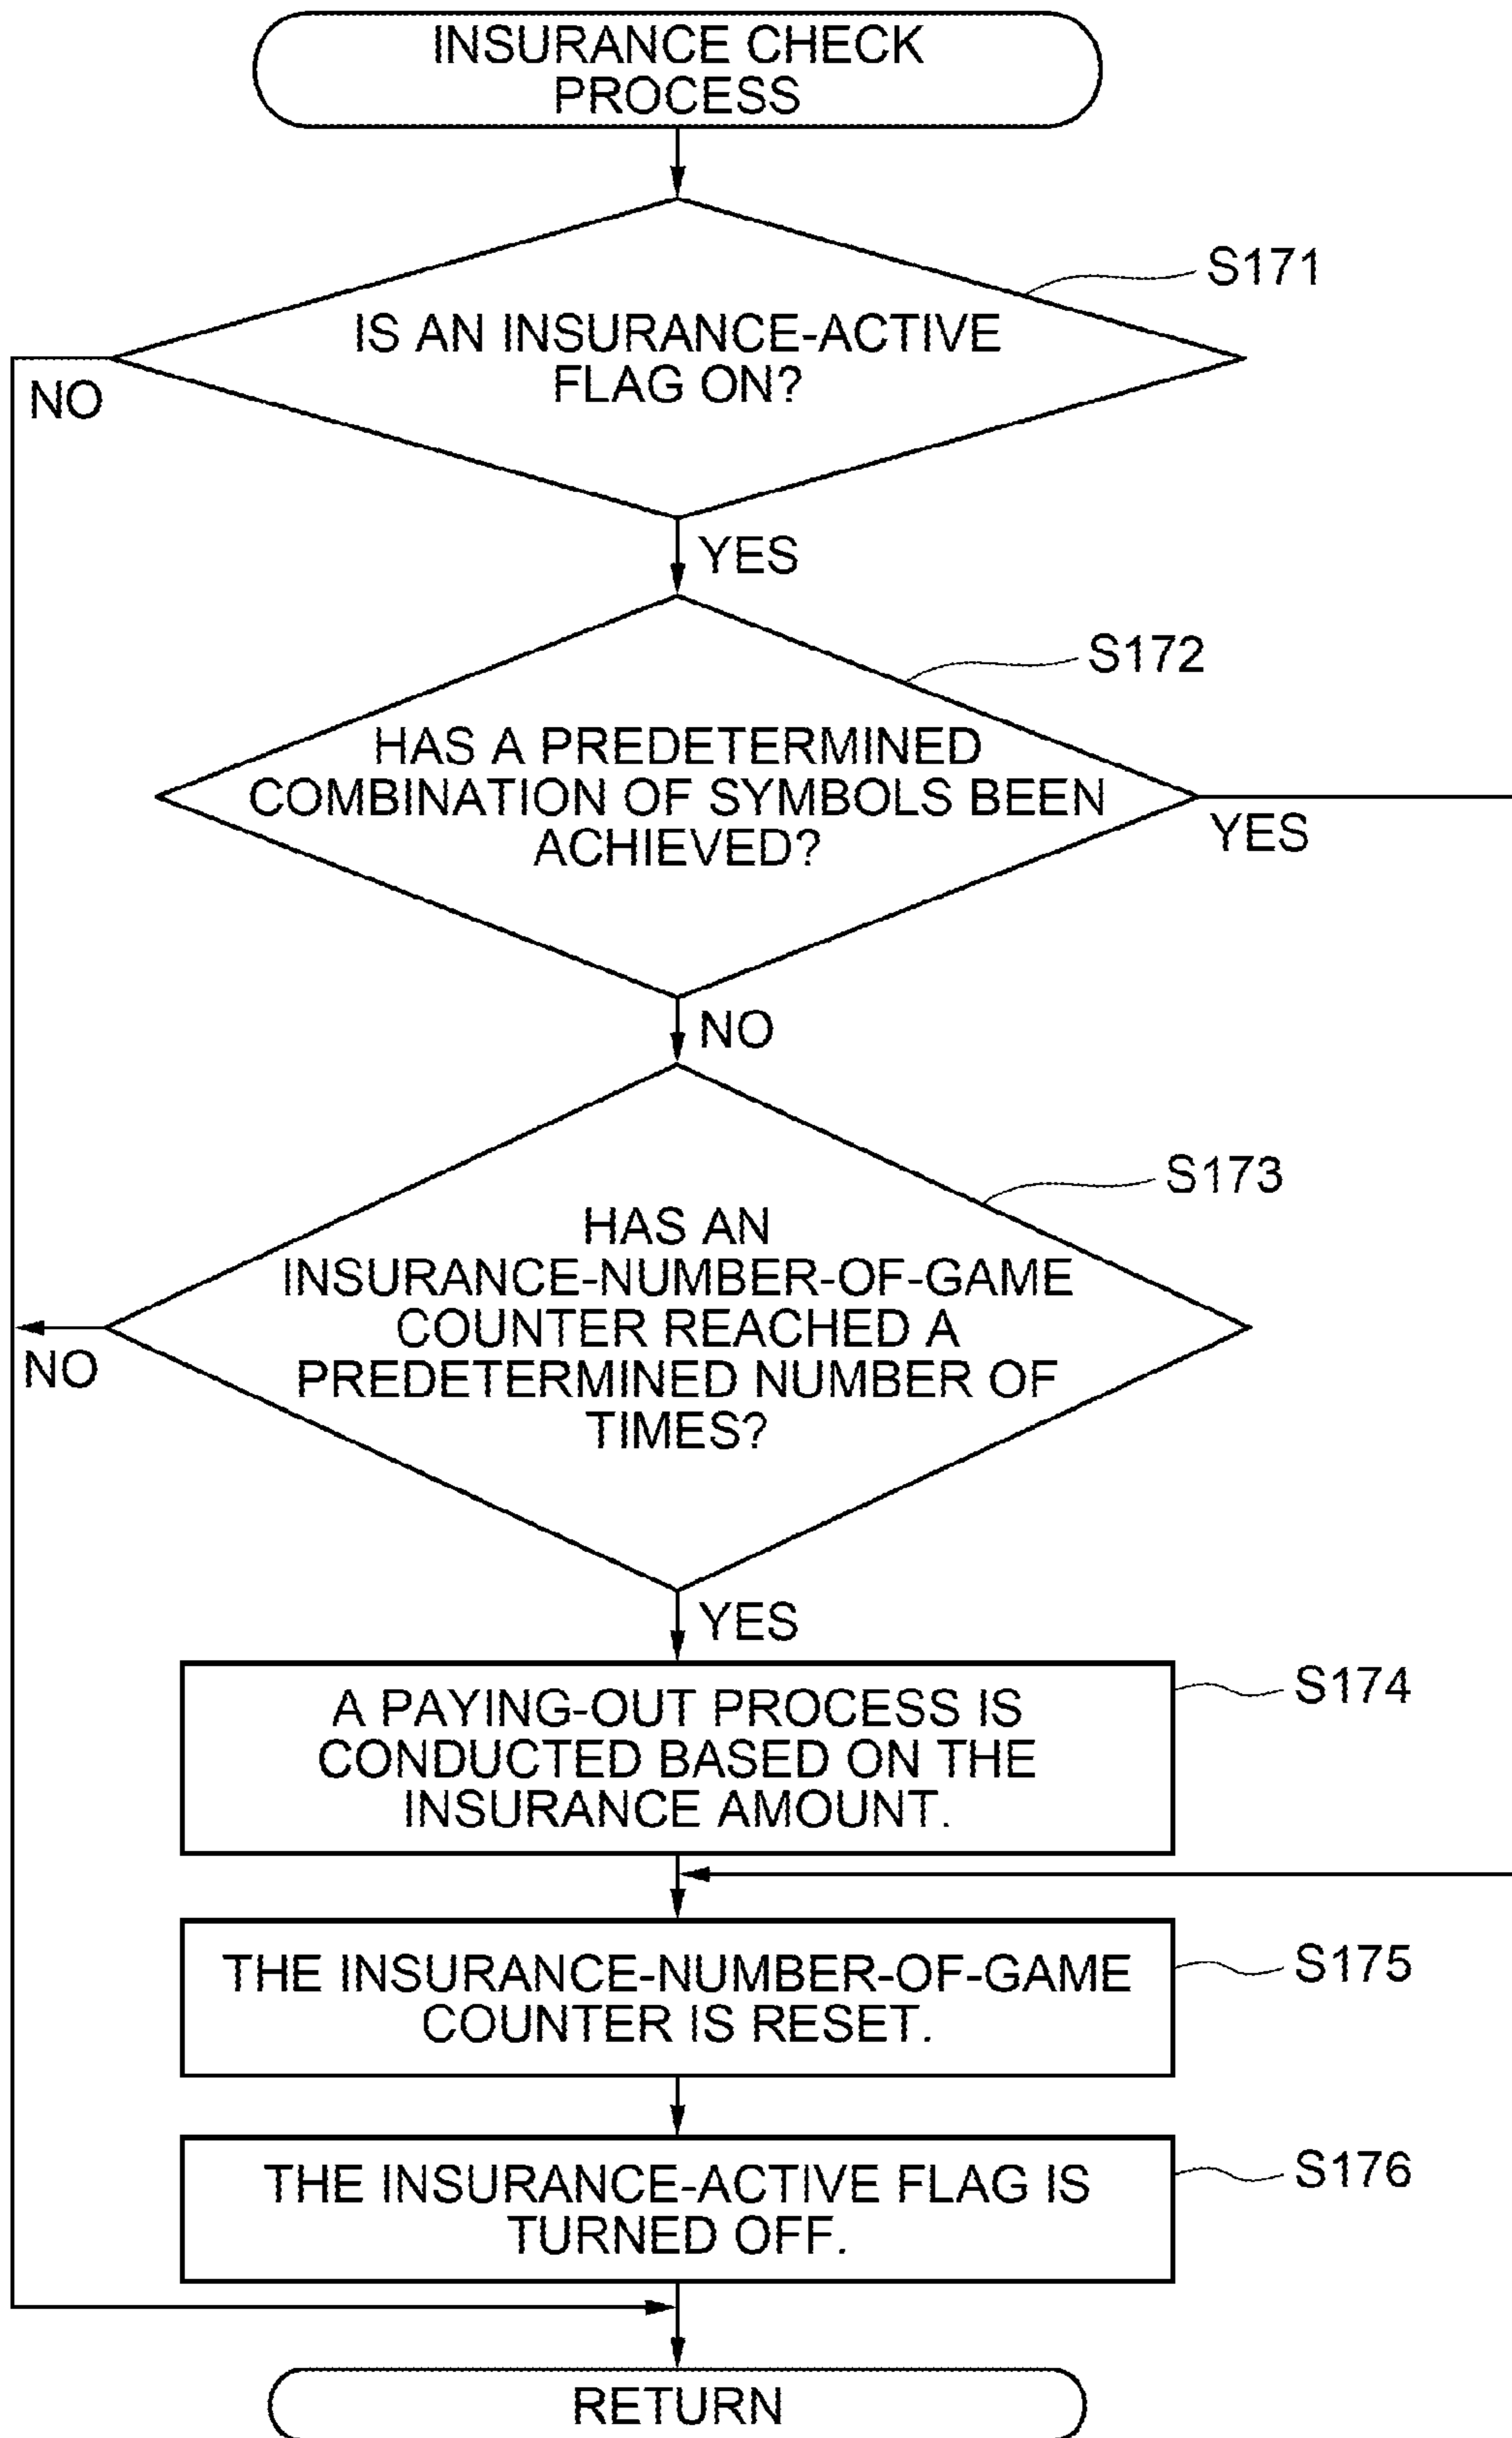 INSURANCE CHECK
PROCESS
S171
IS AN INSURANCE-ACTIVE
FLAG ON?
NO
YES
S172
HAS A PREDETERMINED
COMBINATION OF SYMBOLS BEEN
ACHIEVED?
YES
NO
S173
HAS AN
INSURANCE-NUMBER-OF-GAME
COUNTER REACHED A
PREDETERMINED NUMBER OF
TIMES?
NO
YES
S174
A PAYING-OUT PROCESS IS
CONDUCTED BASED ON THE
INSURANCE AMOUNT.
S175
THE INSURANCE-NUMBER-OF-GAME
COUNTER IS RESET.
S176
THE INSURANCE-ACTIVE FLAG IS
TURNED OFF.
RETURN